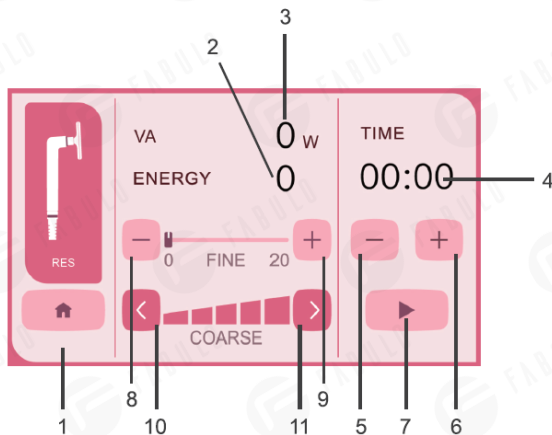 3
2
VA
0 W
TIME
ENERGY
0
00:00
4
0 FINE 20
RES
COARSE
1
8
10
11
9
5
7
6
FABULO